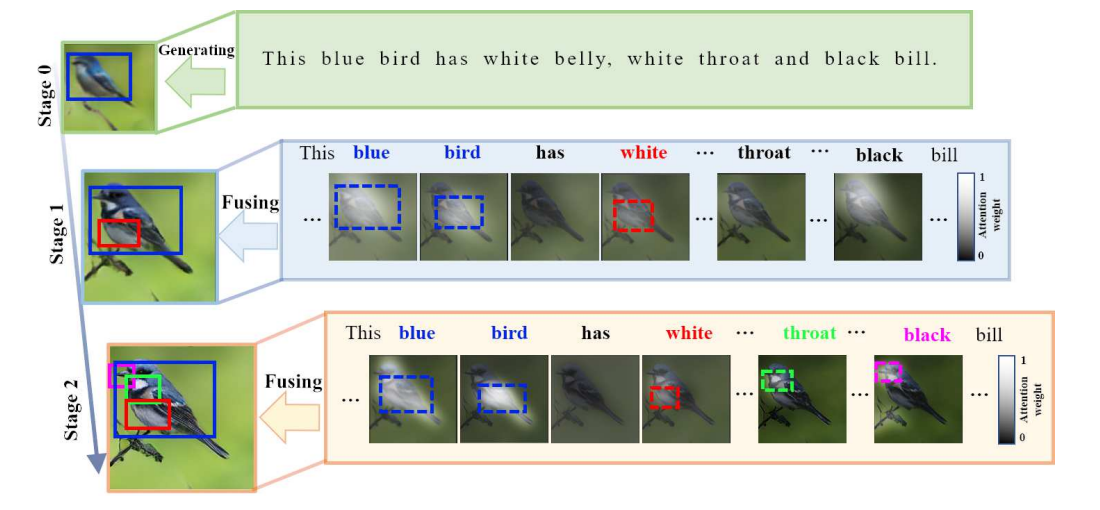 Stage 0
Generating
This blue bird has white belly, white throat and black bill.
Stage 1
Fusing
This blue bird has white ... throat ... black bill
... ... ... ...
1
Attention weight
0
Stage 2
Fusing
This blue bird has white ... throat ... black bill
... ... ... ...
1
Attention weight
0